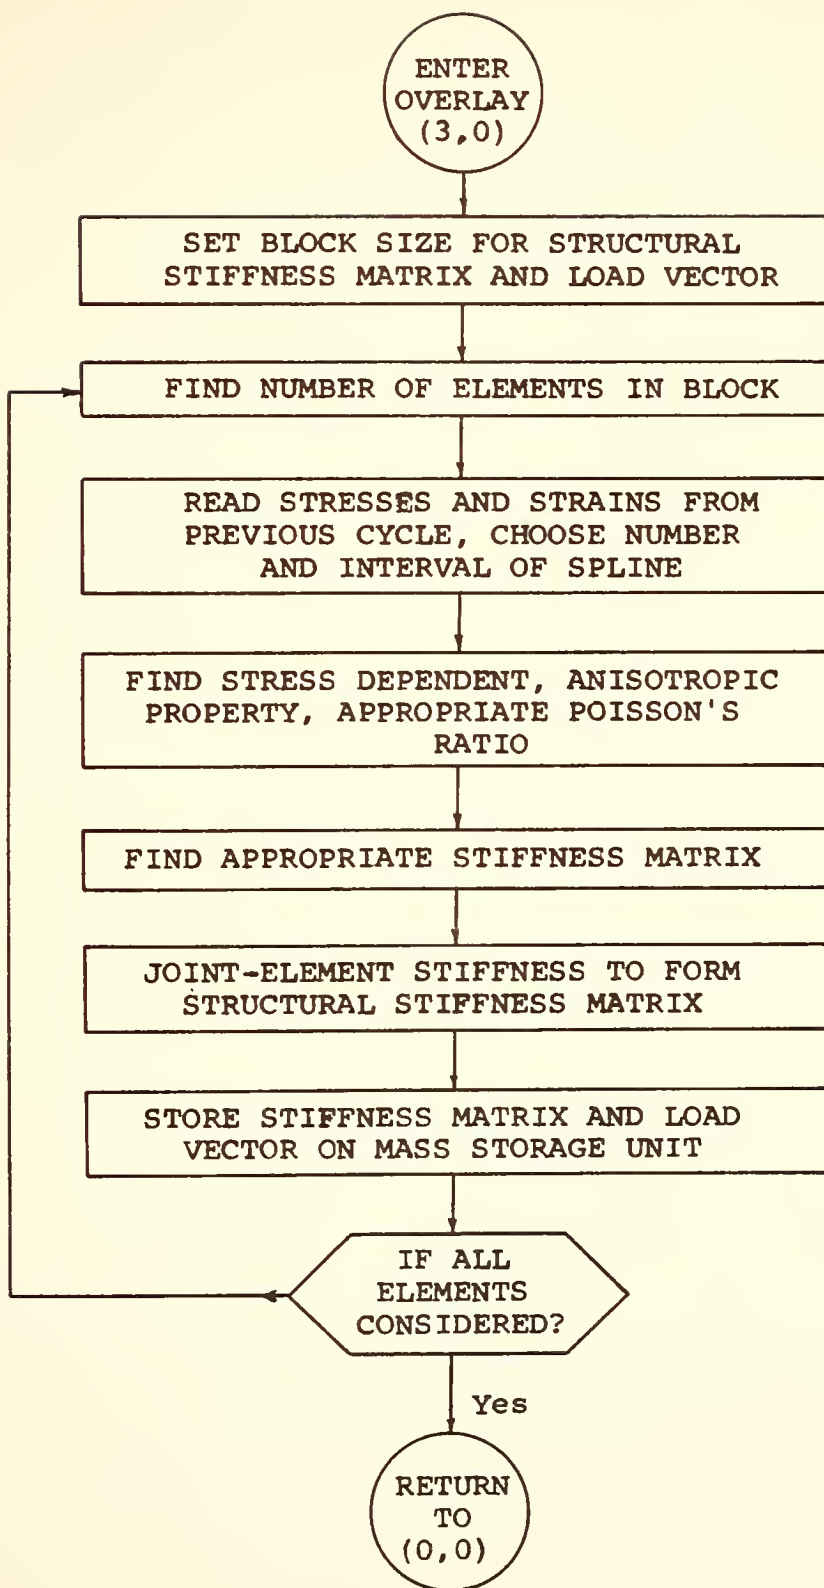 ENTER
OVERLAY
(3,0)
SET BLOCK SIZE FOR STRUCTURAL
STIFFNESS MATRIX AND LOAD VECTOR
FIND NUMBER OF ELEMENTS IN BLOCK
READ STRESSES AND STRAINS FROM
PREVIOUS CYCLE, CHOOSE NUMBER
AND INTERVAL OF SPLINE
FIND STRESS DEPENDENT, ANISOTROPIC
PROPERTY, APPROPRIATE POISSON'S
RATIO
FIND APPROPRIATE STIFFNESS MATRIX
JOINT-ELEMENT STIFFNESS TO FORM
STRUCTURAL STIFFNESS MATRIX
STORE STIFFNESS MATRIX AND LOAD
VECTOR ON MASS STORAGE UNIT
IF ALL
ELEMENTS
CONSIDERED?
Yes
RETURN
TO
(0,0)